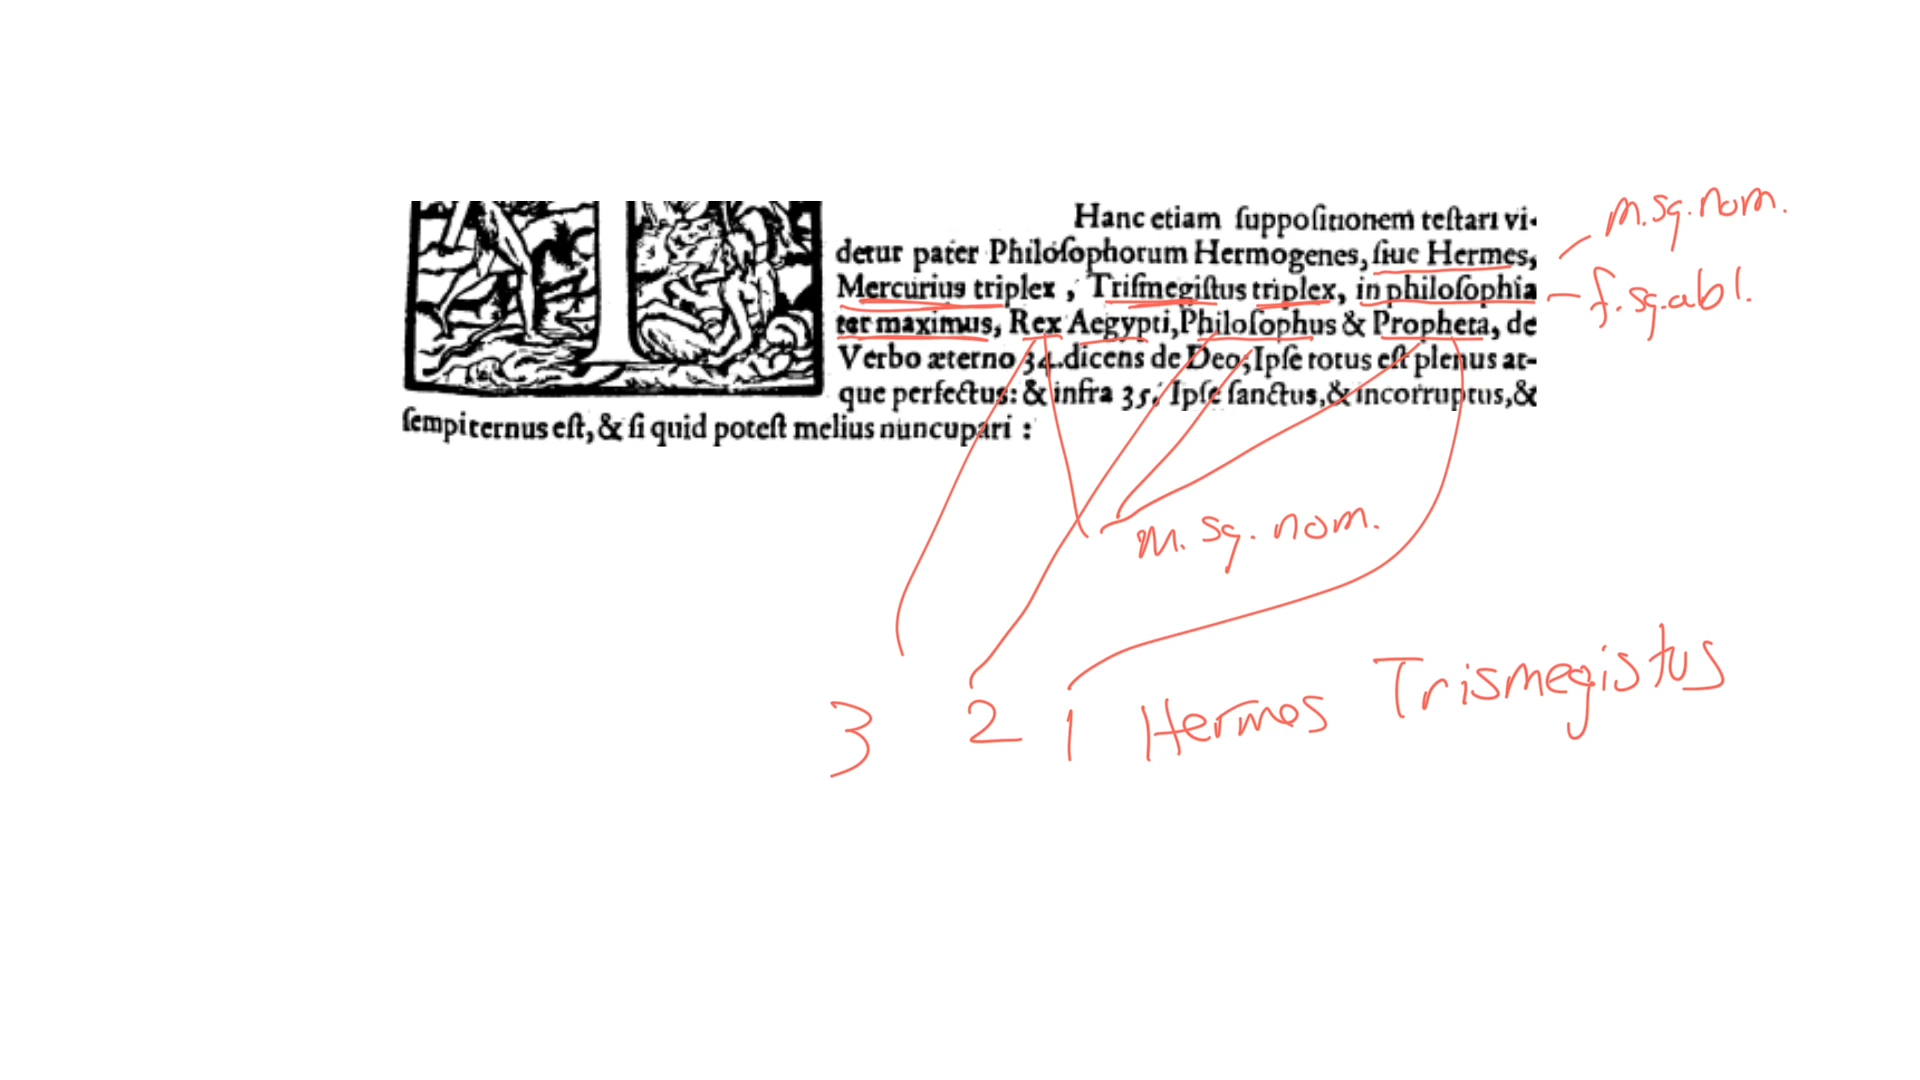 Hanc etiam ſuppoſitionem teſtari vi-
detur pater Philoſophorum Hermogenes, ſiue Hermes,
Mercurius triplex, Triſmegiſtus triplex, in philoſophia
ter maximus, Rex Aegypti, Philoſophus & Propheta, de
Verbo æterno 34. dicens de Deo, Ipſe totus eſt plenus at-
que perfectus: & infra 35. Ipſe ſanctus, & incorruptus, &
ſempiternus eſt, & ſi quid poteſt melius nuncupari :
m.sg.nom.
f.sg.abl.
m. sg. nom.
3 2 1 Hermes Trismegistus